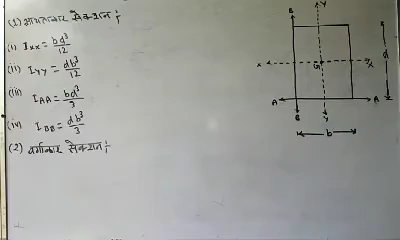 (1) आयताकार सेक्शन :
(i) Ixx = bd³/12
(ii) Iyy = db³/12
(iii) IAA = bd³/3
(iv) IBB = db³/3
(2) वर्गाकार सेक्शन :
B Y
d
X G X
A A
B Y
b